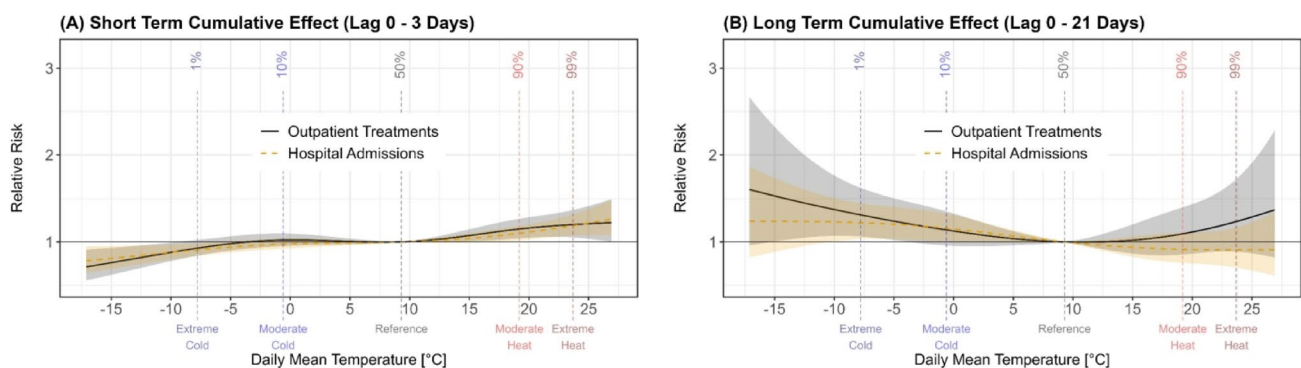 (A) Short Term Cumulative Effect (Lag 0 - 3 Days)
3
2
1
Relative Risk
1%
10%
50%
90%
99%
Outpatient Treatments
Hospital Admissions
-15 -10 -5 0 5 10 15 20 25
Extreme Cold
Moderate Cold
Reference
Moderate Heat
Extreme Heat
Daily Mean Temperature [°C]
(B) Long Term Cumulative Effect (Lag 0 - 21 Days)
3
2
1
Relative Risk
1%
10%
50%
90%
99%
Outpatient Treatments
Hospital Admissions
-15 -10 -5 0 5 10 15 20 25
Extreme Cold
Moderate Cold
Reference
Moderate Heat
Extreme Heat
Daily Mean Temperature [°C]